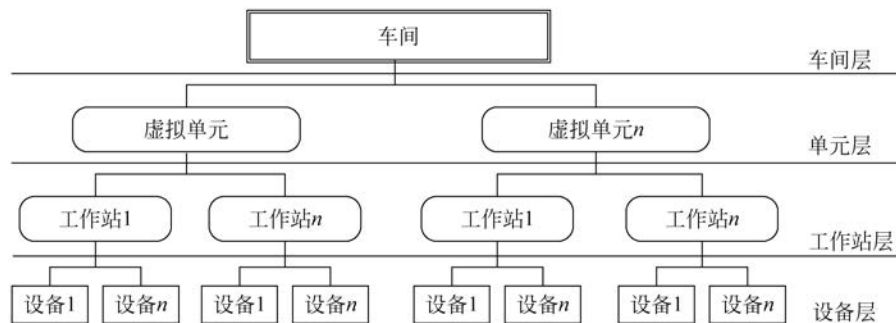 车间
车间层
虚拟单元
虚拟单元n
单元层
工作站1
工作站n
工作站1
工作站n
工作站层
设备1
设备n
设备1
设备n
设备1
设备n
设备1
设备n
设备层